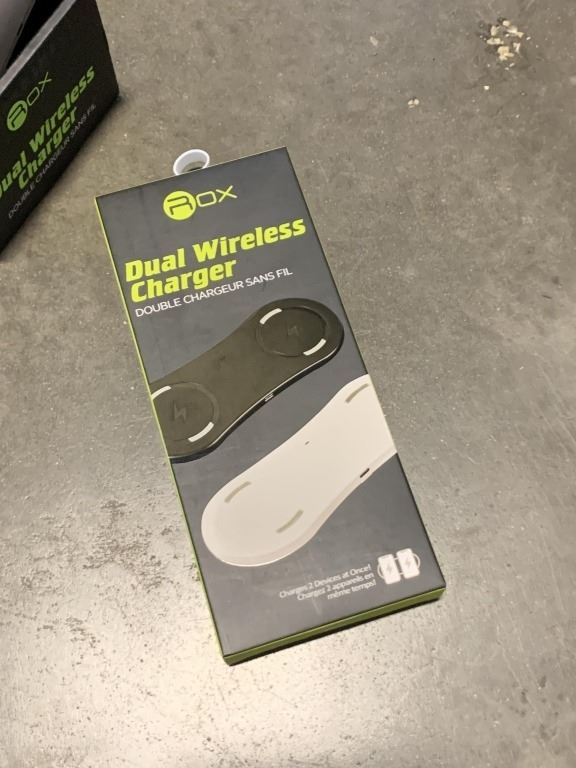 ROX
Dual Wireless
Charger
DOUBLE CHARGEUR SANS FIL
ROX
Dual Wireless
Charger
DOUBLE CHARGEUR SANS FIL
Charges 2 Devices at Once!
Chargez 2 appareils en
même temps!